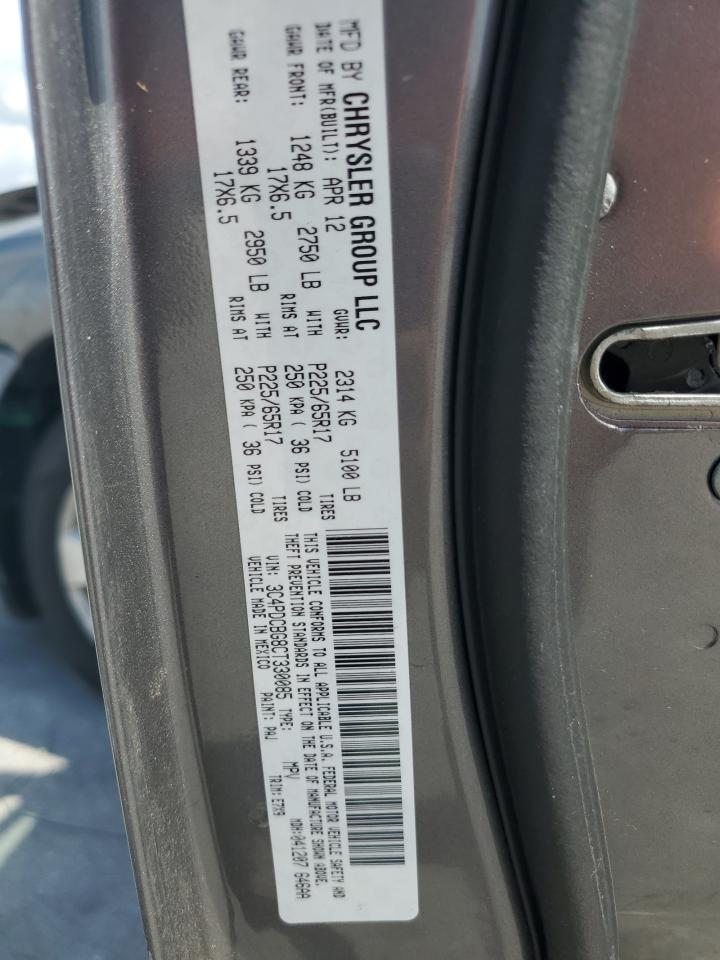 MFD BY CHRYSLER GROUP LLC
DATE OF MFR(BUILT): APR 12 GVWR: 2314 KG 5100 LB
GAWR FRONT: 1248 KG 2750 LB WITH P225/65R17 TIRES
17X6.5 RIMS AT 250 KPA ( 36 PSI) COLD
GAWR REAR: 1339 KG 2950 LB WITH P225/65R17 TIRES
17X6.5 RIMS AT 250 KPA ( 36 PSI) COLD
THIS VEHICLE CONFORMS TO ALL APPLICABLE U.S.A. FEDERAL MOTOR VEHICLE SAFETY AND
THEFT PREVENTION STANDARDS IN EFFECT ON THE DATE OF MANUFACTURE SHOWN ABOVE.
VIN: 3C4PDCBG8CT330085 TYPE: MPV MDH:041207 646AA
VEHICLE MADE IN MEXICO PAINT: PAJ TRIM:E7X9